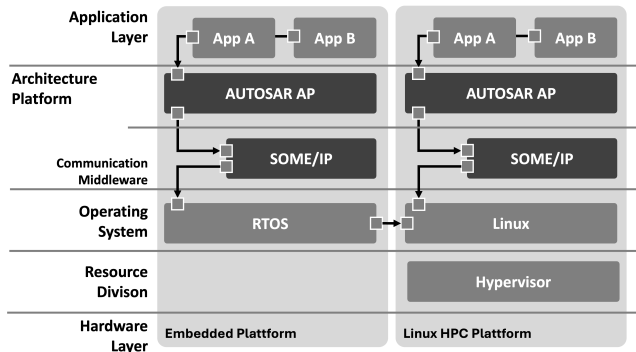 Application
Layer
App A
App B
App A
App B
Architecture
Platform
AUTOSAR AP
AUTOSAR AP
Communication
Middleware
SOME/IP
SOME/IP
Operating
System
RTOS
Linux
Resource
Divison
Hypervisor
Hardware
Layer
Embedded Plattform
Linux HPC Plattform